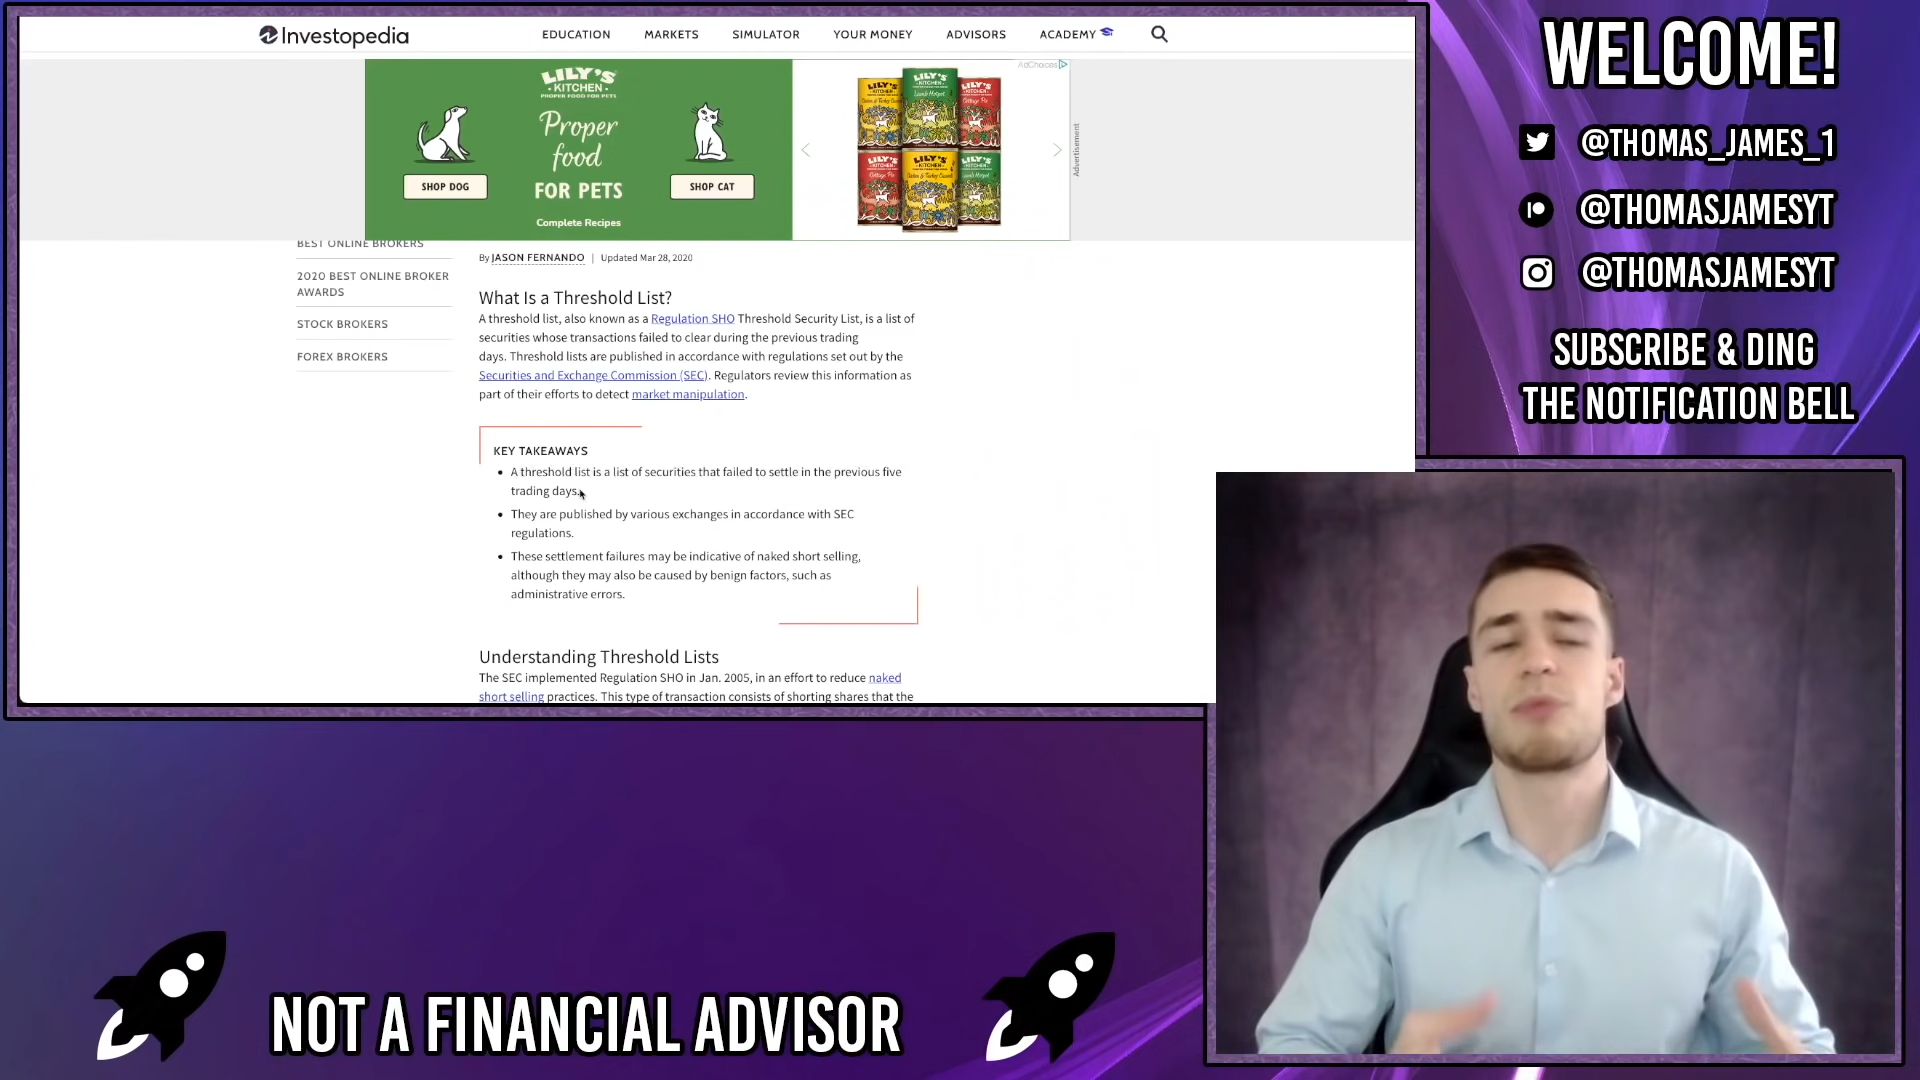 Investopedia
EDUCATION MARKETS SIMULATOR YOUR MONEY ADVISORS ACADEMY
AdChoices
LILY'S
KITCHEN
PROPER FOOD FOR PETS
Proper
food
FOR PETS
SHOP DOG
SHOP CAT
Complete Recipes
Advertisement
BEST ONLINE BROKERS
2020 BEST ONLINE BROKER
AWARDS
STOCK BROKERS
FOREX BROKERS
By JASON FERNANDO | Updated Mar 28, 2020
What Is a Threshold List?
A threshold list, also known as a Regulation SHO Threshold Security List, is a list of
securities whose transactions failed to clear during the previous trading
days. Threshold lists are published in accordance with regulations set out by the
Securities and Exchange Commission (SEC). Regulators review this information as
part of their efforts to detect market manipulation.
KEY TAKEAWAYS
• A threshold list is a list of securities that failed to settle in the previous five
trading days.
• They are published by various exchanges in accordance with SEC
regulations.
• These settlement failures may be indicative of naked short selling,
although they may also be caused by benign factors, such as
administrative errors.
Understanding Threshold Lists
The SEC implemented Regulation SHO in Jan. 2005, in an effort to reduce naked
short selling practices. This type of transaction consists of shorting shares that the
WELCOME!
@THOMAS_JAMES_1
@THOMASJAMESYT
@THOMASJAMESYT
SUBSCRIBE & DING
THE NOTIFICATION BELL
NOT A FINANCIAL ADVISOR